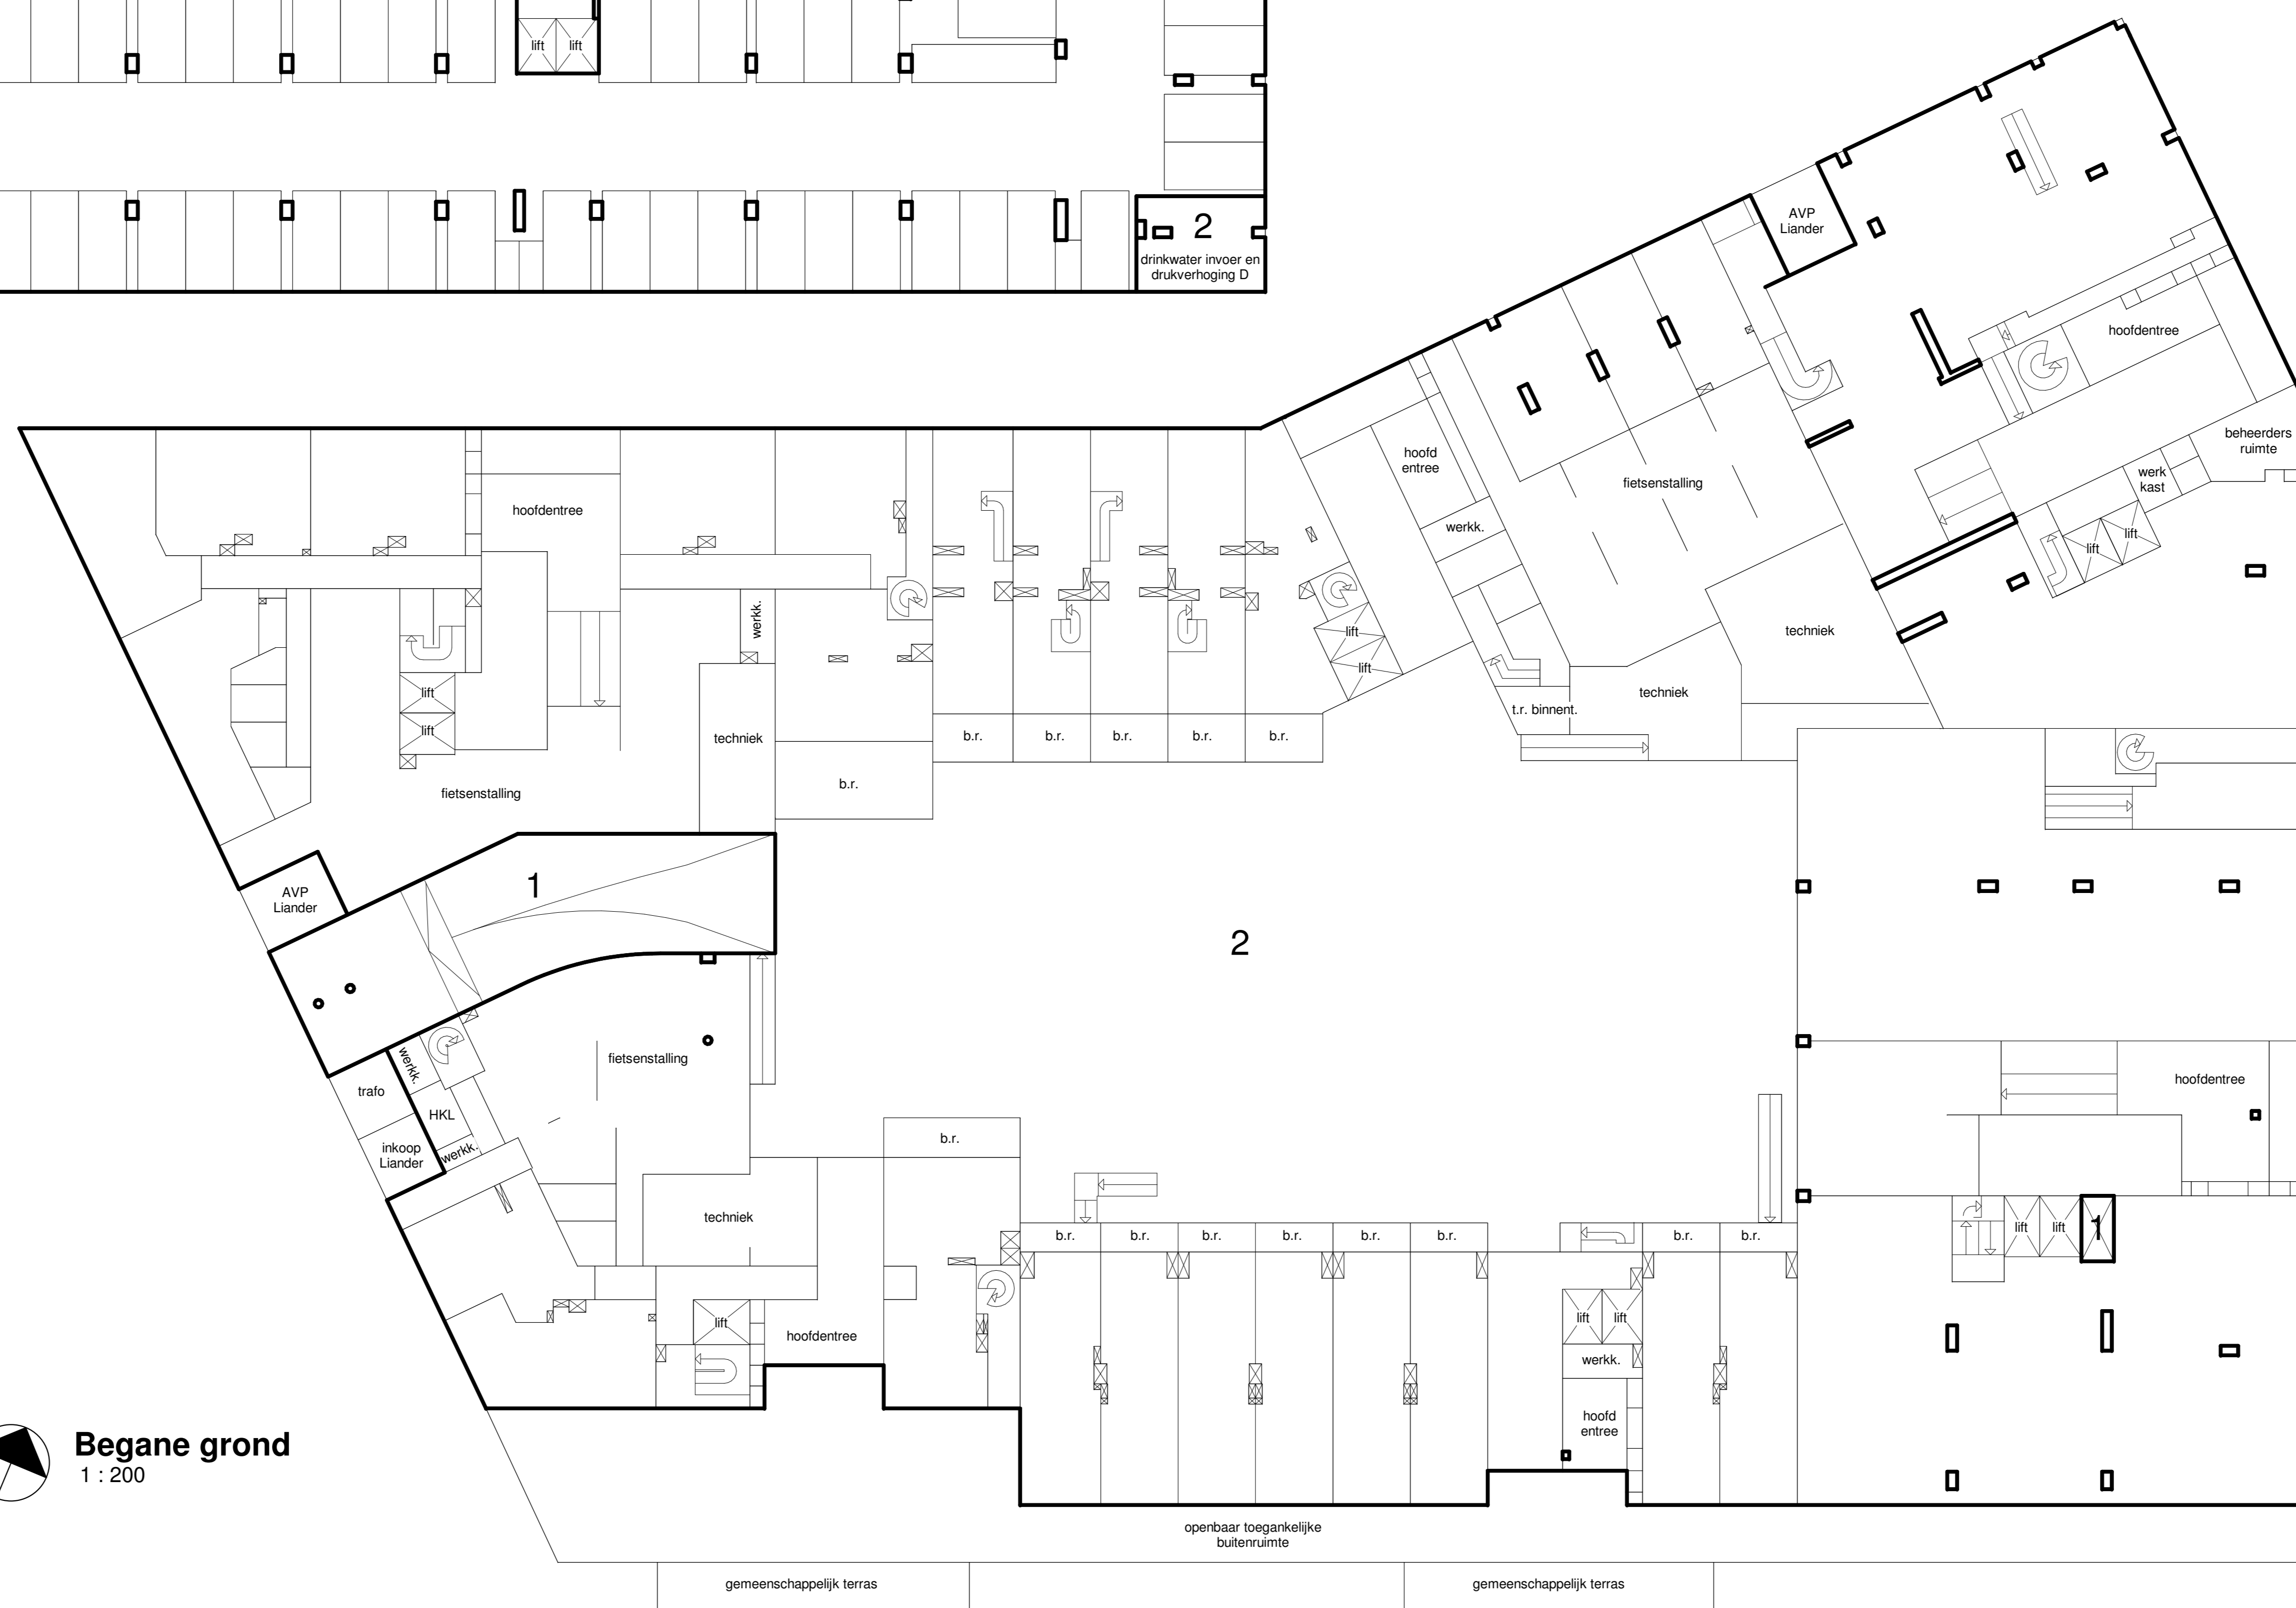 lift lift
2
drinkwater invoer en
drukverhoging D
AVP
Liander
hoofdentree
beheerders
ruimte
werk
kast
lift
lift
hoofd
entree
fietsenstalling
werkk.
hoofdentree
werkk.
lift
lift
techniek
lift
lift
techniek
t.r. binnent.
techniek
b.r. b.r. b.r. b.r. b.r.
b.r.
fietsenstalling
1
AVP
Liander
2
fietsenstalling
werkk.
trafo
HKL
inkoop
Liander
werkk.
b.r.
hoofdentree
techniek
b.r. b.r. b.r. b.r. b.r. b.r. b.r. b.r.
lift lift 1
lift
hoofdentree
lift lift
werkk.
hoofd
entree
Begane grond
1 : 200
openbaar toegankelijke
buitenruimte
gemeenschappelijk terras
gemeenschappelijk terras